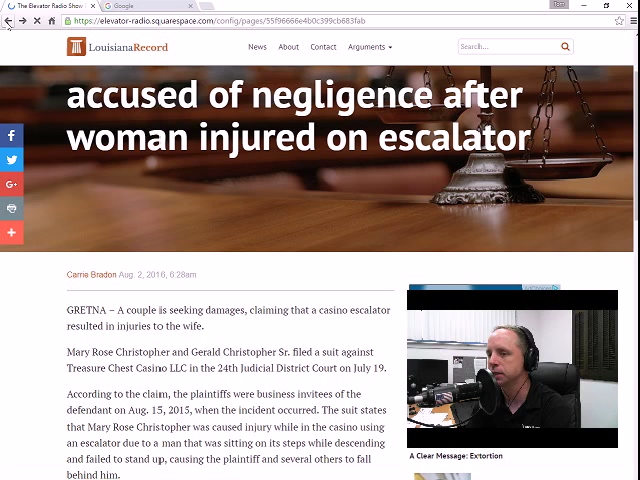 The Elevator Radio Show
Google
Tom
https://elevator-radio.squarespace.com/config/pages/55f96666e4b0c399cb683fab
LouisianaRecord
News About Contact Arguments
Search...
accused of negligence after
woman injured on escalator
Carrie Bradon Aug. 2, 2016, 6:28am
AdChoices
GRETNA – A couple is seeking damages, claiming that a casino escalator
resulted in injuries to the wife.
Mary Rose Christopher and Gerald Christopher Sr. filed a suit against
Treasure Chest Casino LLC in the 24th Judicial District Court on July 19.
According to the claim, the plaintiffs were business invitees of the
defendant on Aug. 15, 2015, when the incident occurred. The suit states
that Mary Rose Christopher was caused injury while in the casino using
an escalator due to a man that was sitting on its steps while descending
and failed to stand up, causing the plaintiff and several others to fall
behind him.
A Clear Message: Extortion